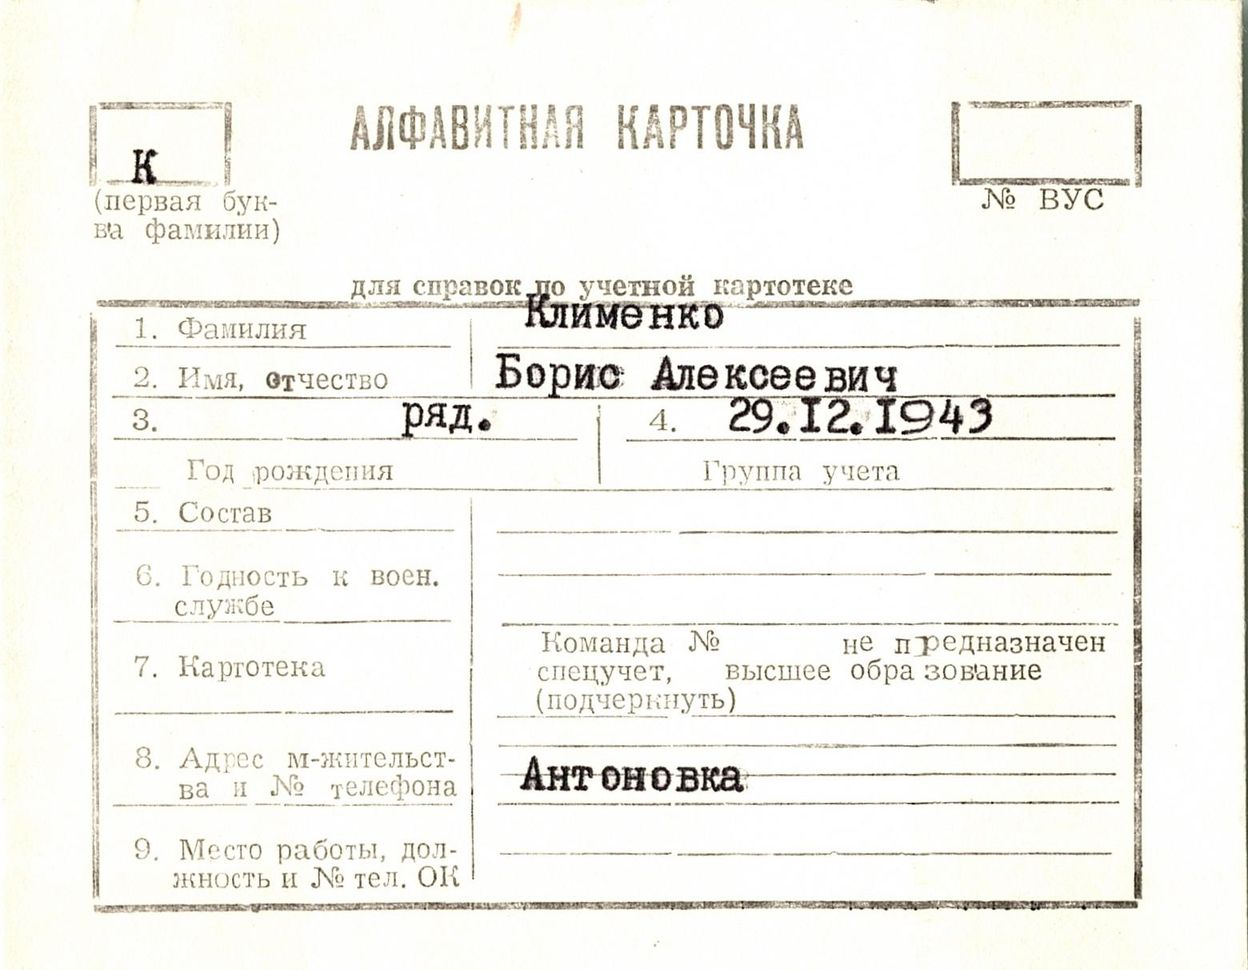 АЛФАВИТНАЯ КАРТОЧКА
К
(первая бук-
ва фамилии)
№ ВУС
для справок по учетной картотеке
1. Фамилия Клименко
2. Имя, отчество Борис Алексеевич
3. ряд. 4. 29.12.1943
Год рождения Группа учета
5. Состав
6. Годность к воен.
службе
7. Картотека
Команда № не предназначен
спецучет, высшее образование
(подчеркнуть)
8. Адрес м-жительст-
ва и № телефона
Антоновка
9. Место работы, дол-
жность и № тел. ОК